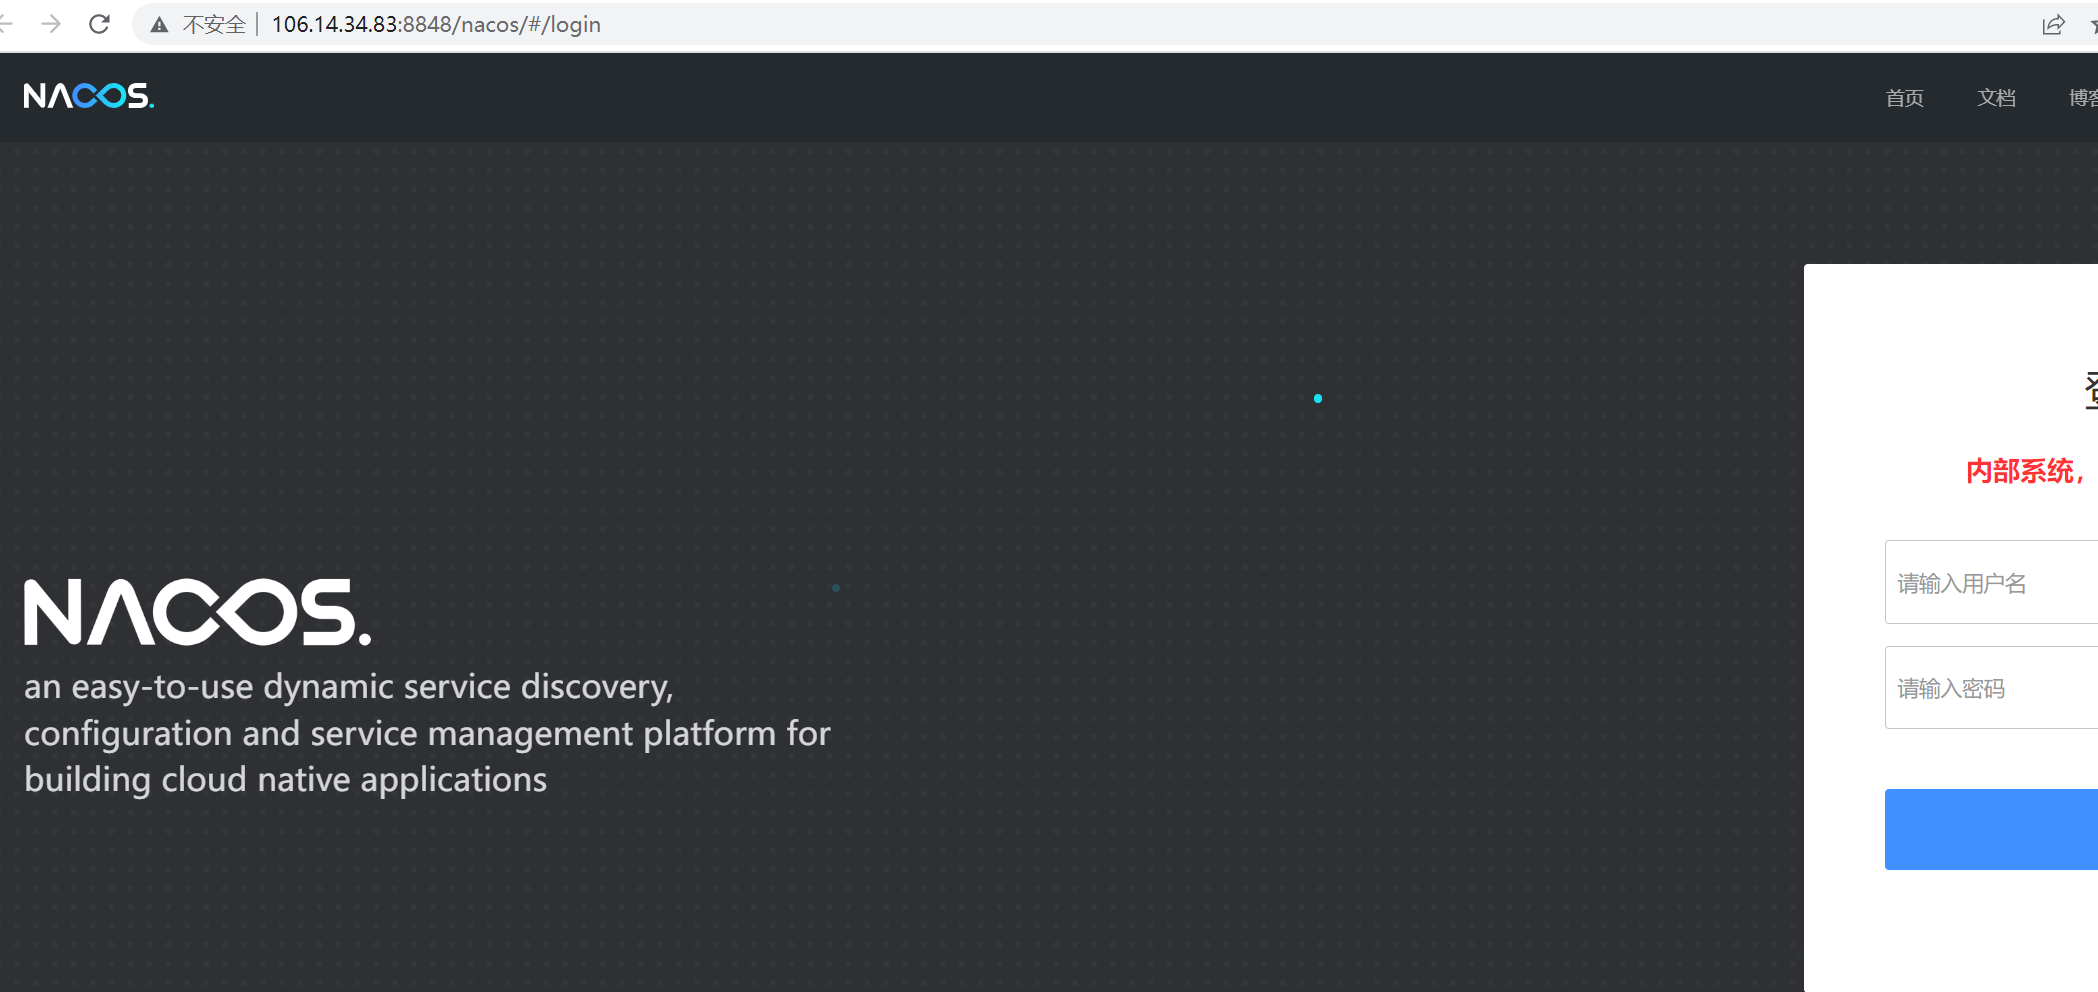 不安全 | 106.14.34.83:8848/nacos/#/login
NACOS.
首页 文档 博客
内部系统，
请输入用户名
请输入密码
NACOS.
an easy-to-use dynamic service discovery,
configuration and service management platform for
building cloud native applications